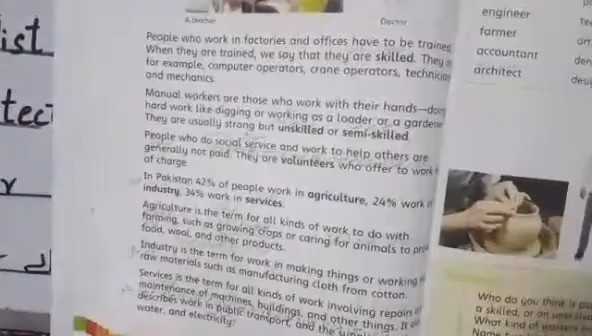 ist
tect
A teacher
Doctor
People who work in factories and offices have to be trained
When they are trained, we say that they are skilled. They
for example, computer operators, crane operators, technician
and mechanics
Manual workers are those who work with their hands—doing
hard work like digging or working as a loader or a gardener
They are usually strong but unskilled or semi-skilled.
People who do social service and work to help others are
generally not paid. They are volunteers who offer to work
of charge.
In Pakistan 42% of people work in agriculture, 24% work
industry, 34% work in services.
Agriculture is the term for all kinds of work to do with
farming, such as growing crops or caring for animals to
food, wool, and other products.
Industry is the term for work in making things or working
raw materials such as manufacturing cloth from cotton.
Services is the term for all kinds of work involving repairs
maintenance of machines, buildings, and other things. It
describes work in public transport, and the
water, and electricity.
engineer
farmer
accountant
architect
Who do you think is
a skilled, or an
What kind of